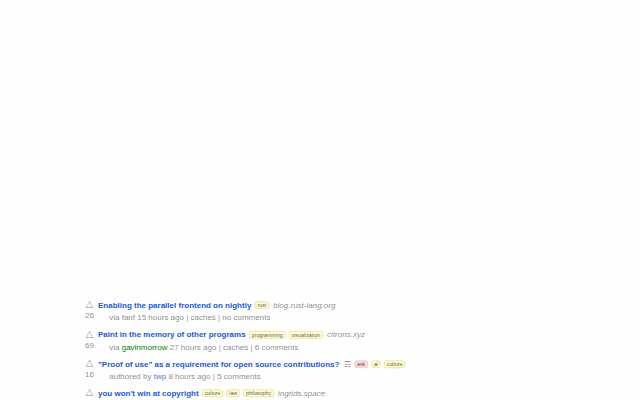 Enabling the parallel frontend on nightly rust blog.rust-lang.org
26 via fanf 15 hours ago | caches | no comments
Paint in the memory of other programs programming visualization citrons.xyz
69 via gavinmorrow 27 hours ago | caches | 6 comments
"Proof of use" as a requirement for open source contributions? ask ai culture
16 authored by twp 8 hours ago | 5 comments
you won't win at copyright culture law philosophy ingrids.space